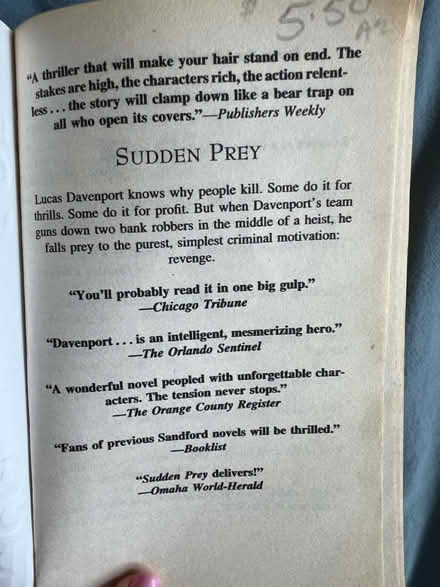 5.50
"A thriller that will make your hair stand on end. The
stakes are high, the characters rich, the action relent-
less . . . the story will clamp down like a bear trap on
all who open its covers."—Publishers Weekly
SUDDEN PREY
Lucas Davenport knows why people kill. Some do it for
thrills. Some do it for profit. But when Davenport's team
guns down two bank robbers in the middle of a heist, he
falls prey to the purest, simplest criminal motivation:
revenge.
"You'll probably read it in one big gulp."
—Chicago Tribune
"Davenport . . . is an intelligent, mesmerizing hero."
—The Orlando Sentinel
"A wonderful novel peopled with unforgettable char-
acters. The tension never stops."
—The Orange County Register
"Fans of previous Sandford novels will be thrilled."
—Booklist
"Sudden Prey delivers!"
—Omaha World-Herald